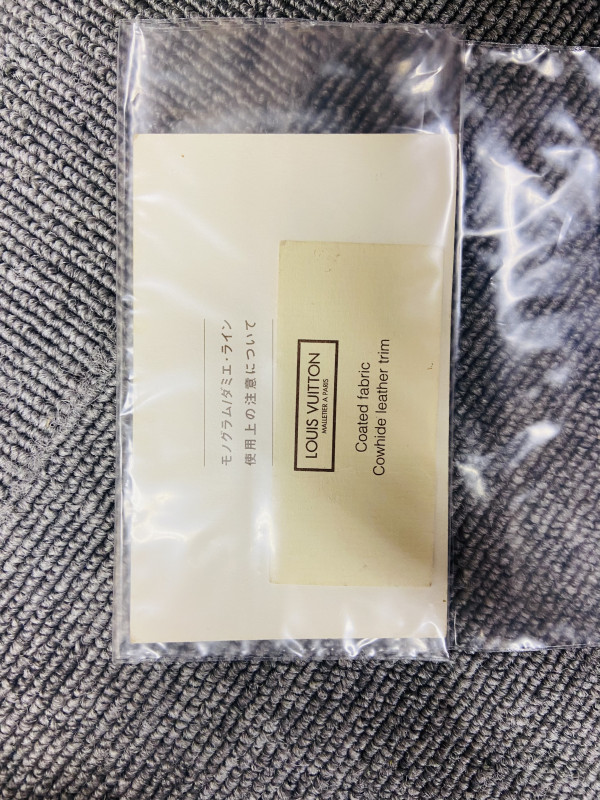 モノグラム/ダミエ・ライン
使用上の注意について
LOUIS VUITTON
MALLETIER A PARIS
Coated fabric
Cowhide leather trim